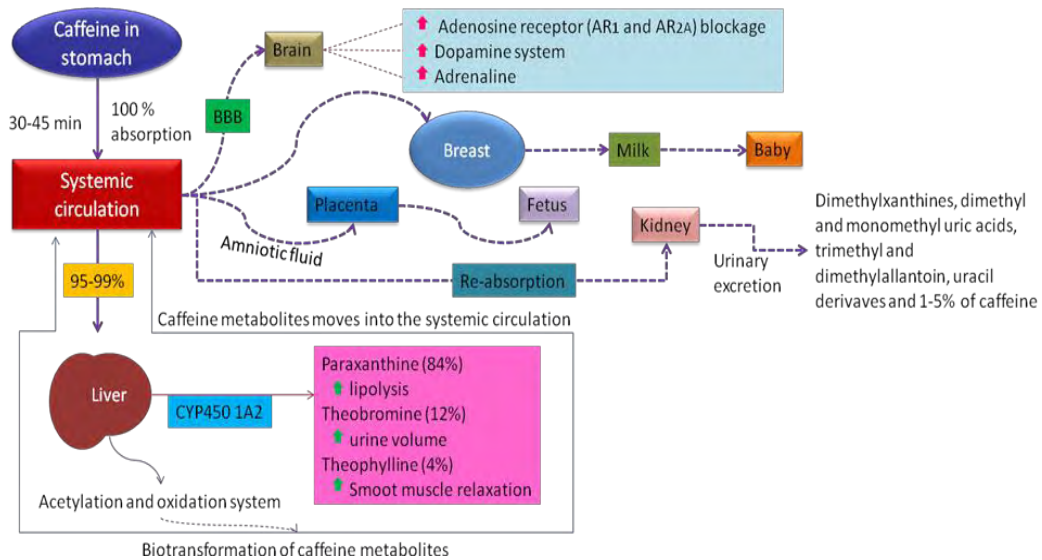 Caffeine in
stomach
30-45 min
100 %
absorption
Systemic
circulation
BBB
Brain
Adenosine receptor (AR1 and AR2A) blockage
Dopamine system
Adrenaline
Breast
Milk
Baby
Placenta
Fetus
Amniotic fluid
Re-absorption
Kidney
Urinary
excretion
Dimethylxanthines, dimethyl
and monomethyl uric acids,
trimethyl and
dimethylallantoin, uracil
derivaves and 1-5% of caffeine
95-99%
Caffeine metabolites moves into the systemic circulation
Liver
CYP450 1A2
Paraxanthine (84%)
lipolysis
Theobromine (12%)
urine volume
Theophylline (4%)
Smoot muscle relaxation
Acetylation and oxidation system
Biotransformation of caffeine metabolites